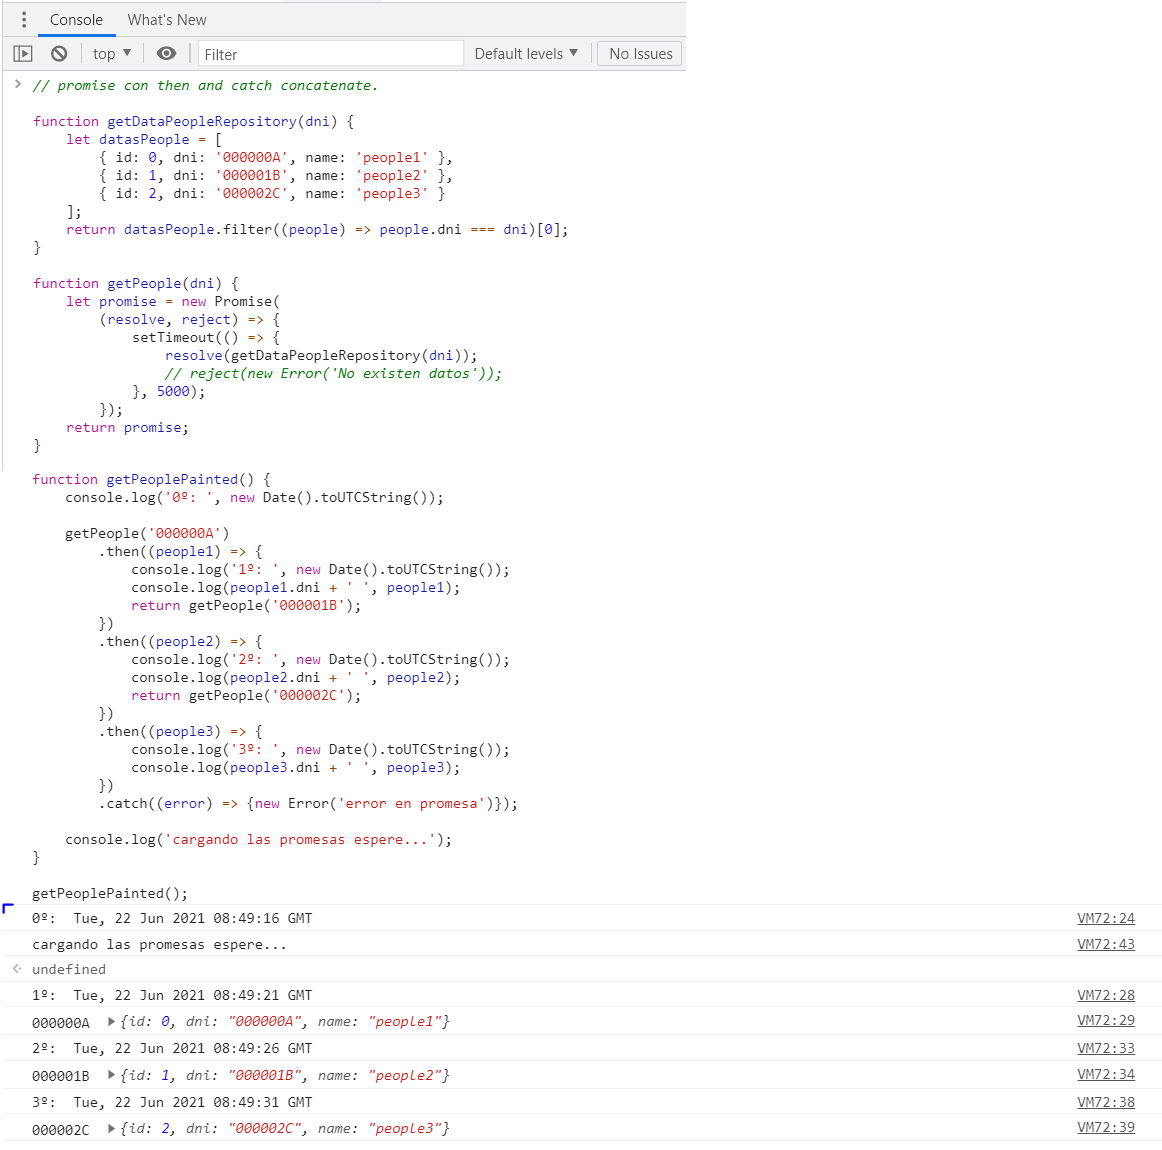 Console What's New
top Filter Default levels No Issues
// promise con then and catch concatenate.
function getDataPeopleRepository(dni) {
    let datasPeople = [
        { id: 0, dni: '000000A', name: 'people1' },
        { id: 1, dni: '000001B', name: 'people2' },
        { id: 2, dni: '000002C', name: 'people3' }
    ];
    return datasPeople.filter((people) => people.dni === dni)[0];
}
function getPeople(dni) {
    let promise = new Promise(
        (resolve, reject) => {
            setTimeout(() => {
                resolve(getDataPeopleRepository(dni));
                // reject(new Error('No existen datos'));
            }, 5000);
        });
    return promise;
}
function getPeoplePainted() {
    console.log('0º: ', new Date().toUTCString());
    getPeople('000000A')
        .then((people1) => {
            console.log('1º: ', new Date().toUTCString());
            console.log(people1.dni + ' ', people1);
            return getPeople('000001B');
        })
        .then((people2) => {
            console.log('2º: ', new Date().toUTCString());
            console.log(people2.dni + ' ', people2);
            return getPeople('000002C');
        })
        .then((people3) => {
            console.log('3º: ', new Date().toUTCString());
            console.log(people3.dni + ' ', people3);
        })
        .catch((error) => {new Error('error en promesa')});
    console.log('cargando las promesas espere...');
}
getPeoplePainted();
0º:  Tue, 22 Jun 2021 08:49:16 GMT VM72:24
cargando las promesas espere... VM72:43
undefined
1º:  Tue, 22 Jun 2021 08:49:21 GMT VM72:28
000000A {id: 0, dni: "000000A", name: "people1"} VM72:29
2º:  Tue, 22 Jun 2021 08:49:26 GMT VM72:33
000001B {id: 1, dni: "000001B", name: "people2"} VM72:34
3º:  Tue, 22 Jun 2021 08:49:31 GMT VM72:38
000002C {id: 2, dni: "000002C", name: "people3"} VM72:39